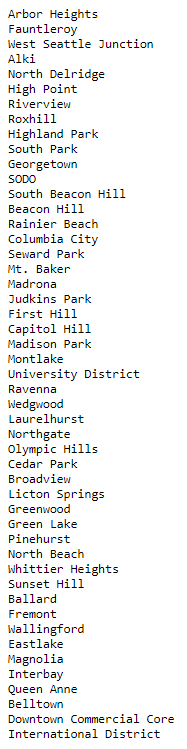 Arbor Heights
Fauntleroy
West Seattle Junction
Alki
North Delridge
High Point
Riverview
Roxhill
Highland Park
South Park
Georgetown
SODO
South Beacon Hill
Beacon Hill
Rainier Beach
Columbia City
Seward Park
Mt. Baker
Madrona
Judkins Park
First Hill
Capitol Hill
Madison Park
Montlake
University District
Ravenna
Wedgwood
Laurelhurst
Northgate
Olympic Hills
Cedar Park
Broadview
Licton Springs
Greenwood
Green Lake
Pinehurst
North Beach
Whittier Heights
Sunset Hill
Ballard
Fremont
Wallingford
Eastlake
Magnolia
Interbay
Queen Anne
Belltown
Downtown Commercial Core
International District